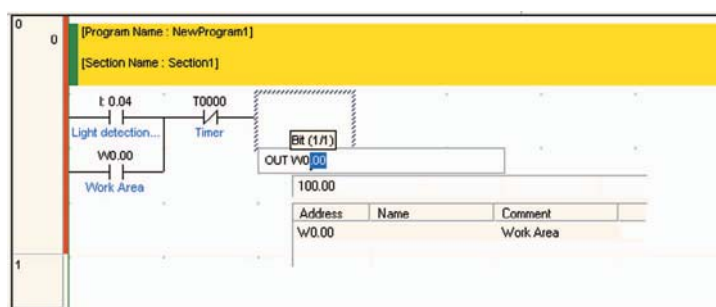 0
0
[Program Name : NewProgram1]
[Section Name : Section1]
I: 0.04 T0000
Light detection... Timer
Bit (1/1)
W0.00 OUT W0.00
Work Area 100.00
Address Name Comment
W0.00 Work Area
1